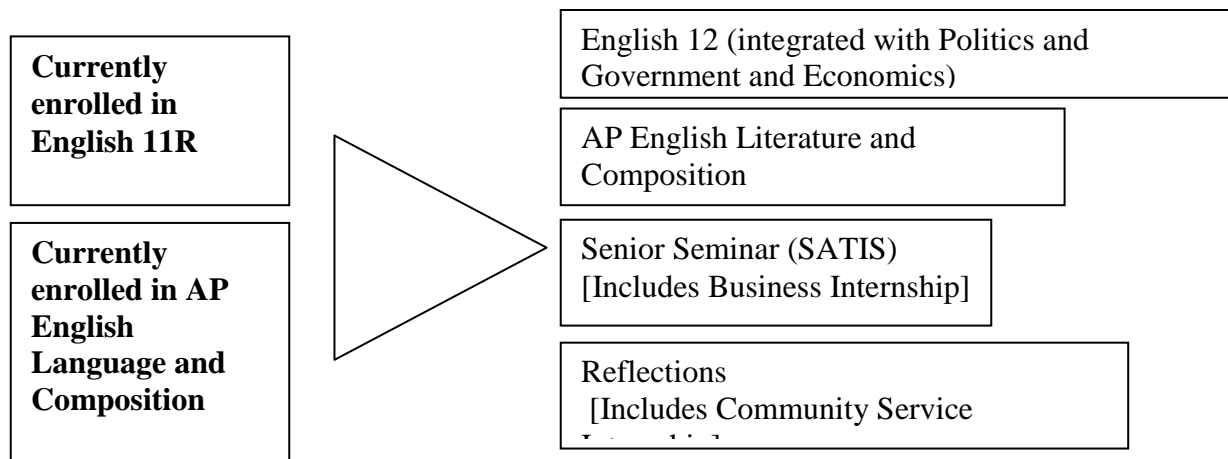 Currently
enrolled in
English 11R
Currently
enrolled in AP
English
Language and
Composition
English 12 (integrated with Politics and
Government and Economics)
AP English Literature and
Composition
Senior Seminar (SATIS)
[Includes Business Internship]
Reflections
[Includes Community Service